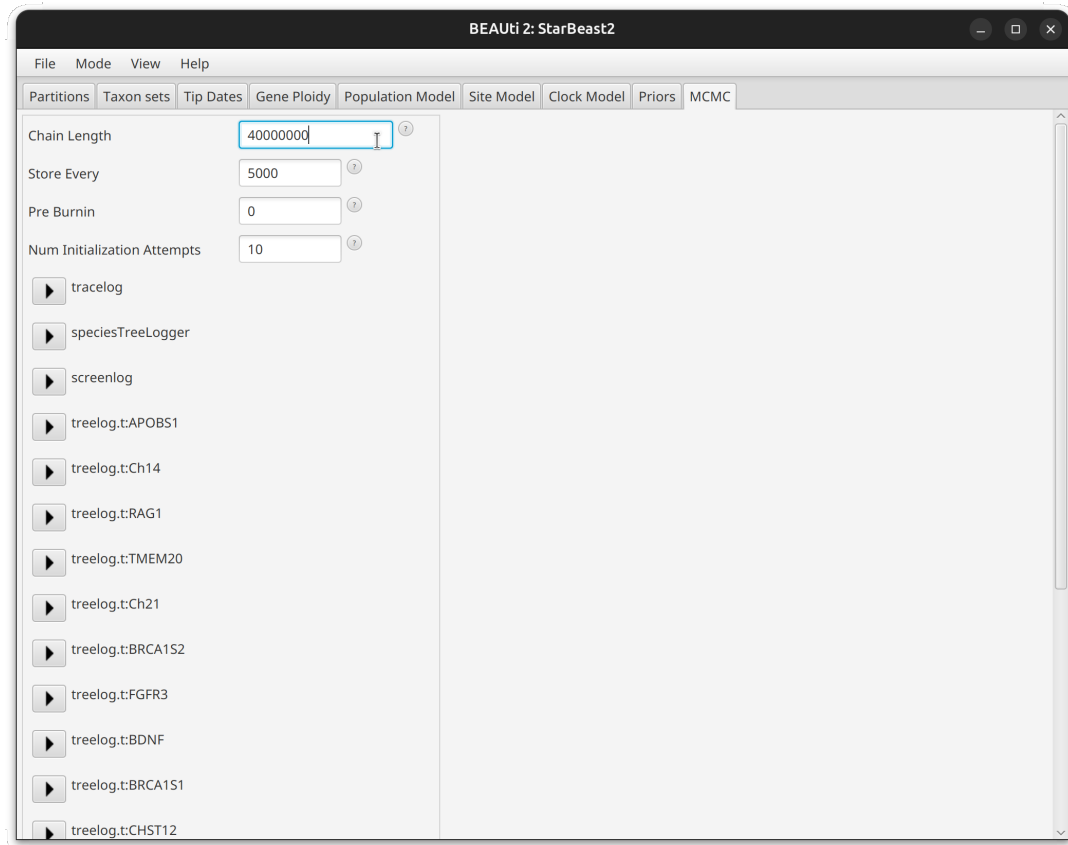 BEAUti 2: StarBeast2
File Mode View Help
Partitions Taxon sets Tip Dates Gene Ploidy Population Model Site Model Clock Model Priors MCMC
Chain Length 40000000 ?
Store Every 5000 ?
Pre Burnin 0 ?
Num Initialization Attempts 10 ?
tracelog
speciesTreeLogger
screenlog
treelog.t:APOBS1
treelog.t:Ch14
treelog.t:RAG1
treelog.t:TMEM20
treelog.t:Ch21
treelog.t:BRCA1S2
treelog.t:FGFR3
treelog.t:BDNF
treelog.t:BRCA1S1
treelog.t:CHST12